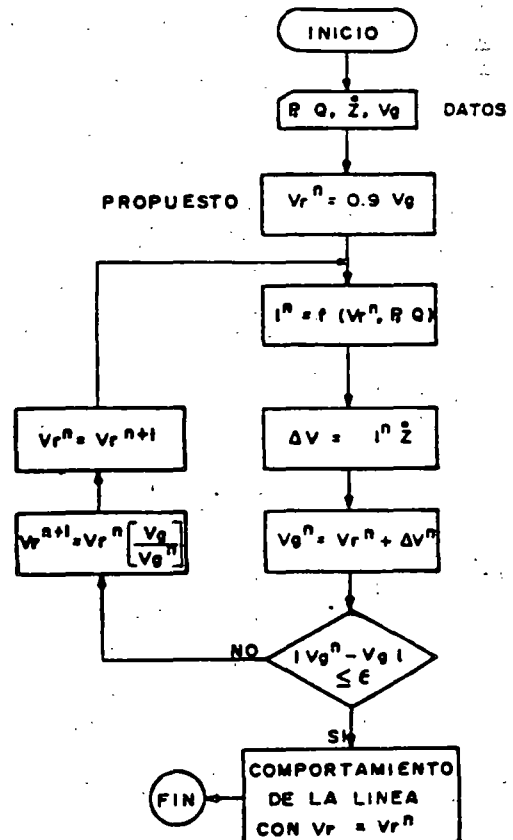 INICIO
P, Q, Z̊, Vg
DATOS
PROPUESTO
Vr^n = 0.9 Vg
I^n = f (Vr^n, P, Q)
ΔV = I^n Z̊
Vr^n = Vr^n+1
Vr^n+1 = Vr^n [Vg/Vg^n]
Vg^n = Vr^n + ΔV^n
NO
| Vg^n - Vg |
≤ ϵ
SI
COMPORTAMIENTO
DE LA LINEA
CON Vr = Vr^n
FIN